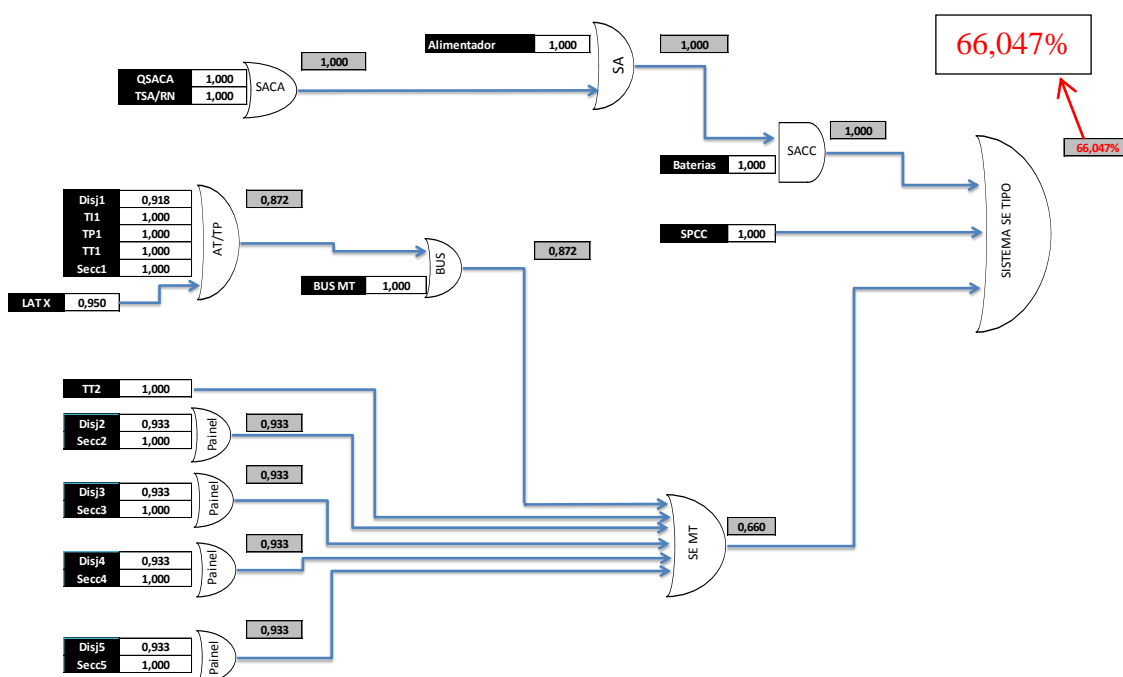 Alimentador 1,000
SA
1,000
66,047%
1,000
QSACA 1,000
TSA/RN 1,000
SACA
66,047%
1,000
SACC
Baterias 1,000
Disj1 0,918
TI1 1,000
TP1 1,000
TT1 1,000
Secc1 1,000
AT/TP
0,872
LAT X 0,950
BUS MT 1,000
BUS
0,872
SPCC 1,000
SISTEMA SE TIPO
TT2 1,000
Disj2 0,933
Secc2 1,000
Painel
0,933
Disj3 0,933
Secc3 1,000
Painel
0,933
Disj4 0,933
Secc4 1,000
Painel
0,933
SE MT
0,660
Disj5 0,933
Secc5 1,000
Painel
0,933